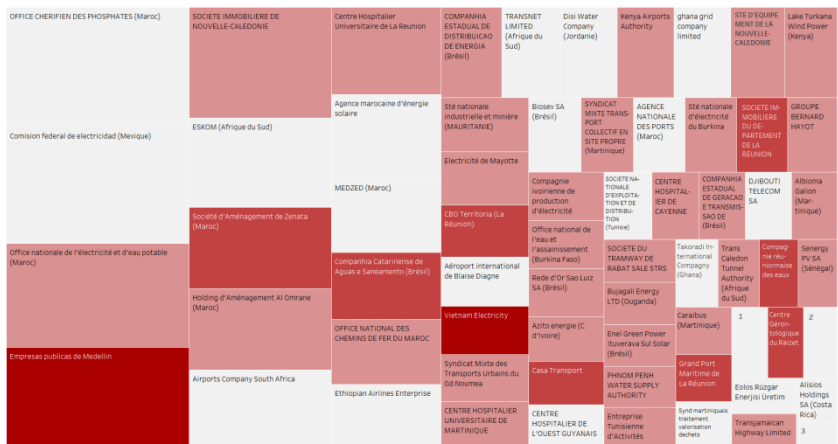 OFFICE CHERIFIEN DES PHOSPHATES (Maroc)
Comision federal de electricidad (Mexique)
Office nationale de l'électricité et d'eau potable
(Maroc)
Empresas publicas de Medellin
SOCIETE IMMOBILIERE DE
NOUVELLE-CALEDONIE
ESKOM (Afrique du Sud)
Société d'Aménagement de Zenata
(Maroc)
Holding d'Aménagement Al Omrane
(Maroc)
Airports Company South Africa
Centre Hospitalier
Universitaire de La Reunion
Agence marocaine d'énergie
solaire
MEDZED (Maroc)
Companhia Catarinense de
Aguas e Saneamento (Brésil)
OFFICE NATIONAL DES
CHEMINS DE FER DU MAROC
Ethiopian Airlines Enterprise
COMPANHIA
ESTADUAL DE
DISTRIBUICAO
DE ENERGIA
(Brésil)
TRANSNET
LIMITED
(Afrique du
Sud)
Disi Water
Company
(Jordanie)
Kenya Airports
Authority
ghana grid
company
limited
STE D'EQUIPE
MENT DE LA
NOUVELLE-
CALEDONIE
Lake Turkana
Wind Power
(Kenya)
Sté nationale
industrielle et minière
(MAURITANIE)
Electricité de Mayotte
CBO Territoria (La
Réunion)
Aéroport international
de Blaise Diagne
Vietnam Electricity
Syndicat Mixte des
Transports Urbains du
Gd Noumea
CENTRE HOSPITALIER
UNIVERSITAIRE DE
MARTINIQUE
Biosev SA
(Brésil)
SYNDICAT
MIXTE TRANS-
PORT
COLLECTIF EN
SITE PROPRE
(Martinique)
AGENCE
NATIONALE
DES PORTS
(Maroc)
Sté nationale
d'électricité
du Burkina
SOCIETE IM-
MOBILIERE
DU DE-
PARTEMENT
DE LA
REUNION
GROUPE
BERNARD
HAYOT
Compagnie
ivoirienne de
production
d'électricité
Office national de
l'eau et
l'assainissement
(Burkina Faso)
Rede d'Or Sao Luiz
SA (Brésil)
Azito energie (C.
d'Ivoire)
Casa Transport
CENTRE
HOSPITALIER DE
L'OUEST GUYANAIS
SOCIETE NA-
TIONALE
D'EXPLOITA-
TION ET DE
DISTRIBU-
TION
(Tunisie)
CENTRE
HOSPITAL-
IER DE
CAYENNE
COMPANHIA
ESTADUAL
DE GERACAO
E TRANSMIS-
SAO DE
(Brésil)
DJIBOUTI
TELECOM
SA
Albioma
Galion
(Mar-
tinique)
SOCIETE DU
TRAMWAY DE
RABAT SALE STRS
Bujagali Energy
LTD (Ouganda)
Enel Green Power
Ituverava Sul Solar
(Brésil)
PHNOM PENH
WATER SUPPLY
AUTHORITY
Entreprise
Tunisienne
d'Activités
Takoradi In-
ternational
Compagny
(Ghana)
Trans
Caledon
Tunnel
Authority
(Afrique
du Sud)
Compag-
nie réu-
nionnaise
des eaux
Senergy
PV SA
(Sénégal)
Caraibus
(Martinique)
Grand Port
Maritime de
La Réunion
Synd martiniquais
traitement
valorisation
dechets
1
Centre
Géron-
tologique
du Raizet
2
Eolos Rüzgar
Enerjisi Üretim
Alisios
Holdings
SA (Costa
Rica)
Transjamaican
Highway Limited
3